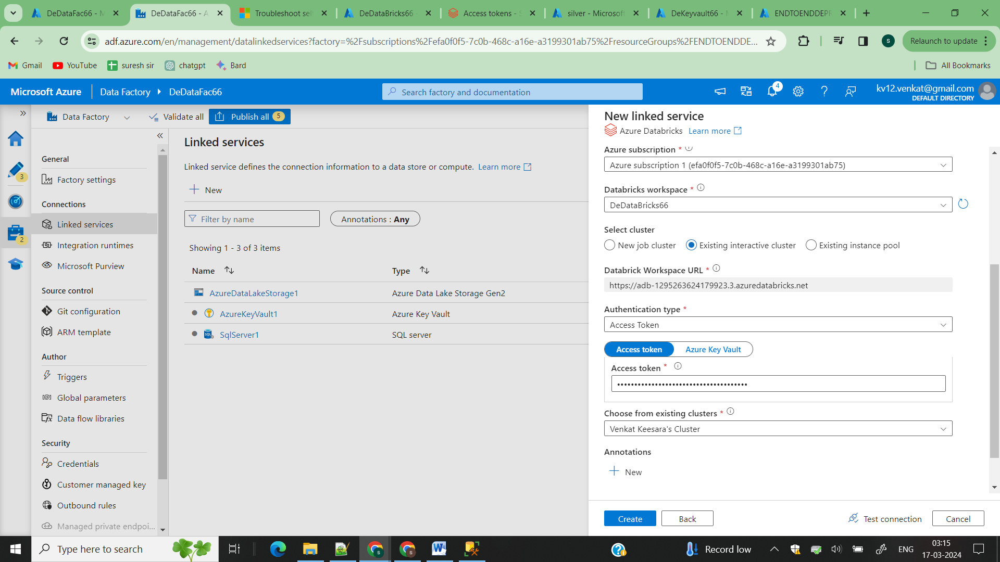 DeDataFac66 - M
DeDataFac66 - A
Troubleshoot sel
DeDataBricks66
Access tokens - S
silver - Microsoft
DeKeyvault66 - M
ENDTOENDDEPR
adf.azure.com/en/management/datalinkedservices?factory=%2Fsubscriptions%2Fefa0f0f5-7c0b-468c-a16e-a3199301ab75%2FresourceGroups%2FENDTOENDDE...
S
Relaunch to update
Gmail
YouTube
suresh sir
chatgpt
Bard
All Bookmarks
Microsoft Azure
Data Factory
DeDataFac66
Search factory and documentation
4
kv12.venkat@gmail.com
DEFAULT DIRECTORY
Data Factory
Validate all
Publish all 5
3
2
General
Factory settings
Connections
Linked services
Integration runtimes
Microsoft Purview
Source control
Git configuration
ARM template
Author
Triggers
Global parameters
Data flow libraries
Security
Credentials
Customer managed key
Outbound rules
Managed private endpoi...
Linked services
Linked service defines the connection information to a data store or compute. Learn more
New
Filter by name
Annotations : Any
Showing 1 - 3 of 3 items
Name Type
AzureDataLakeStorage1 Azure Data Lake Storage Gen2
AzureKeyVault1 Azure Key Vault
SqlServer1 SQL server
New linked service
Azure Databricks Learn more
Azure subscription *
Azure subscription 1 (efa0f0f5-7c0b-468c-a16e-a3199301ab75)
Databricks workspace *
DeDataBricks66
Select cluster
New job cluster Existing interactive cluster Existing instance pool
Databrick Workspace URL *
https://adb-1295263624179923.3.azuredatabricks.net
Authentication type *
Access Token
Access token Azure Key Vault
Access token *
••••••••••••••••••••••••••••••••••••••
Choose from existing clusters *
Venkat Keesara's Cluster
Annotations
New
Create
Back
Test connection
Cancel
Type here to search
Record low
ENG
03:15
17-03-2024